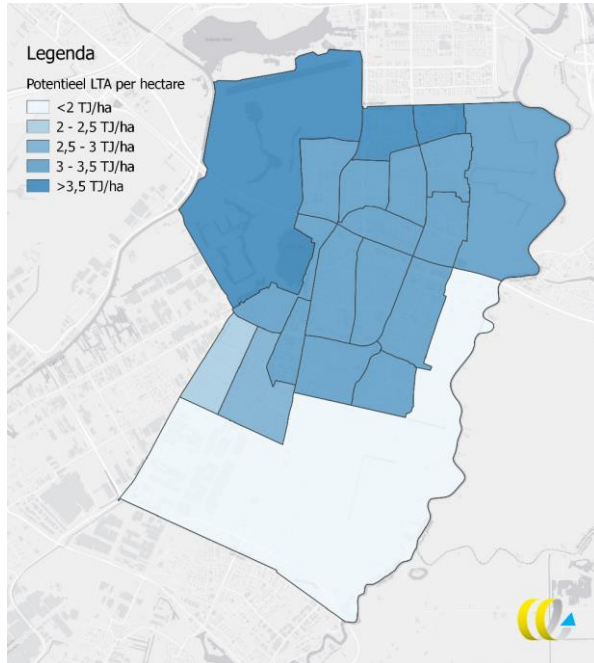 Legenda
Potentieel LTA per hectare
<2 TJ/ha
2 - 2,5 TJ/ha
2,5 - 3 TJ/ha
3 - 3,5 TJ/ha
>3,5 TJ/ha